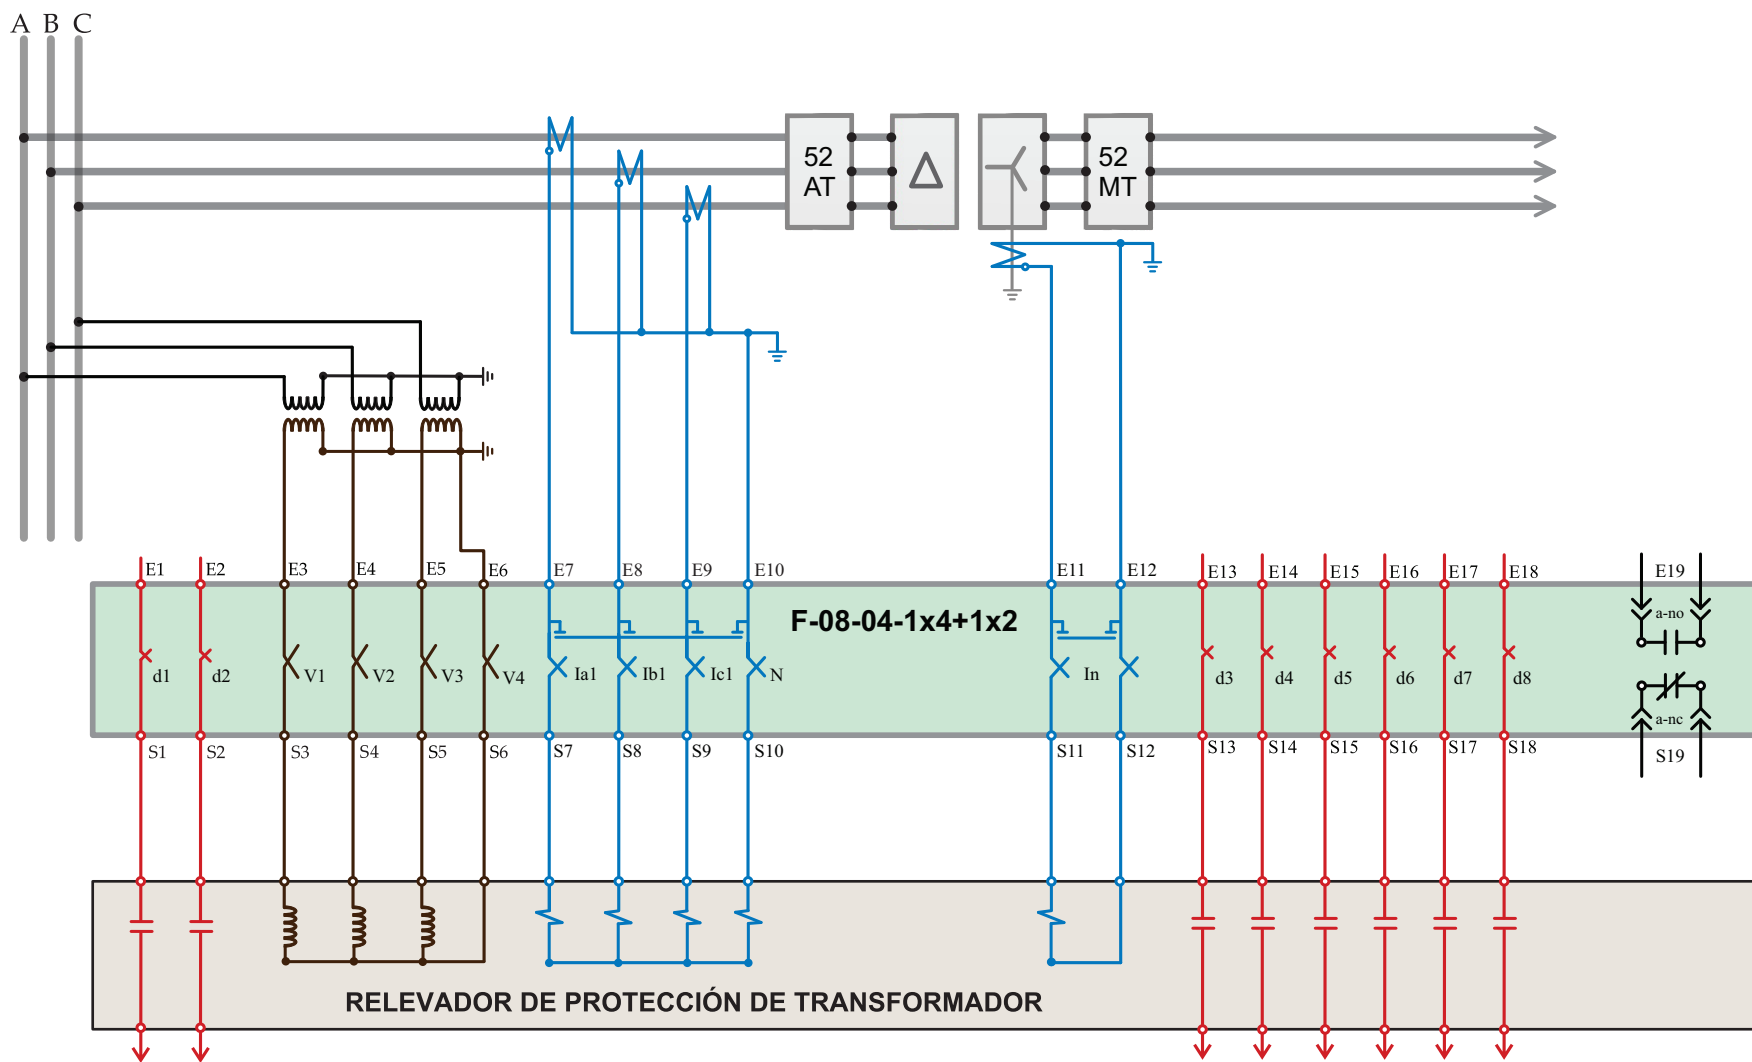 A B C
52 AT
52 MT
E1 E2 E3 E4 E5 E6 E7 E8 E9 E10 E11 E12 E13 E14 E15 E16 E17 E18 E19
F-08-04-1x4+1x2
a-no
d1 d2 V1 V2 V3 V4 Ia1 Ib1 Ic1 N In d3 d4 d5 d6 d7 d8
a-nc
S1 S2 S3 S4 S5 S6 S7 S8 S9 S10 S11 S12 S13 S14 S15 S16 S17 S18 S19
RELEVADOR DE PROTECCIÓN DE TRANSFORMADOR